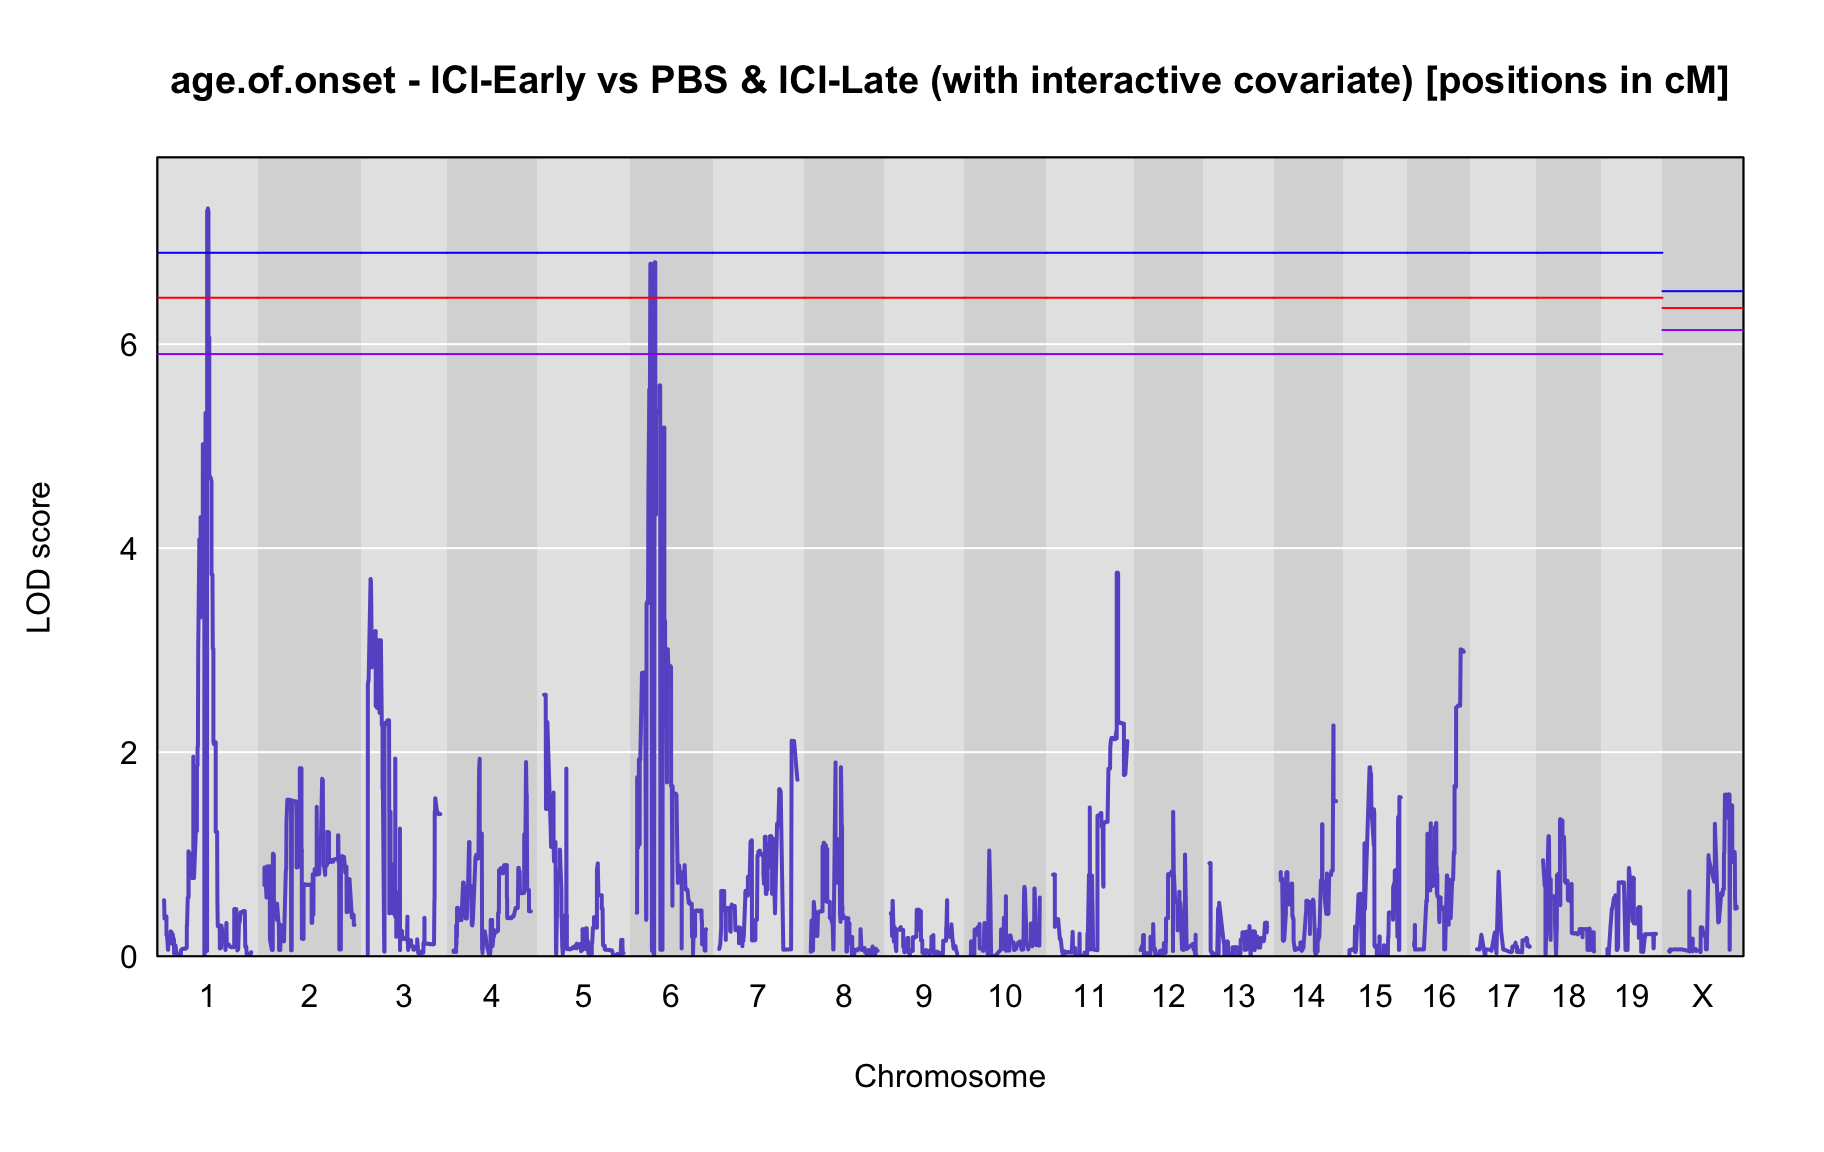 age.of.onset - ICI-Early vs PBS & ICI-Late (with interactive covariate) [positions in cM]
LOD score
6
4
2
0
1 2 3 4 5 6 7 8 9 10 11 12 13 14 15 16 17 18 19 X
Chromosome